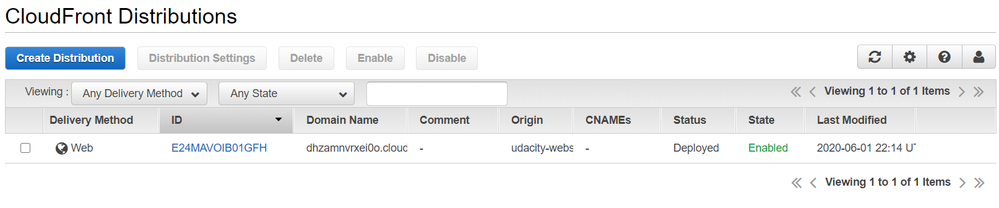 CloudFront Distributions
Create Distribution Distribution Settings Delete Enable Disable
Viewing : Any Delivery Method Any State Viewing 1 to 1 of 1 Items
Delivery Method ID Domain Name Comment Origin CNAMEs Status State Last Modified
Web E24MAVOIB01GFH dhzamnvrxei0o.cloud - udacity-webs - Deployed Enabled 2020-06-01 22:14 UT
Viewing 1 to 1 of 1 Items